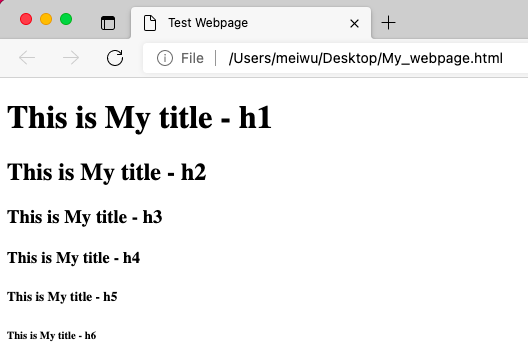 Test Webpage
File | /Users/meiwu/Desktop/My_webpage.html
This is My title - h1
This is My title - h2
This is My title - h3
This is My title - h4
This is My title - h5
This is My title - h6